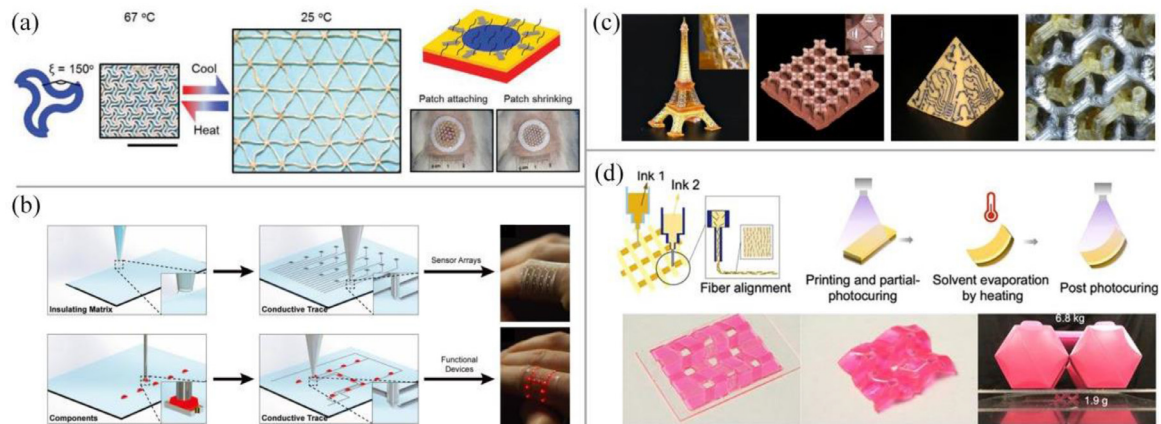 (a)
67 °C
25 °C
ξ = 150°
Cool
Heat
Patch attaching
Patch shrinking
(b)
Insulating Matrix
Conductive Trace
Sensor Arrays
Components
Conductive Trace
Functional
Devices
(c)
(d)
Ink 1
Ink 2
Fiber alignment
Printing and partial-
photocuring
Solvent evaporation
by heating
Post photocuring
6.8 kg
1.9 g